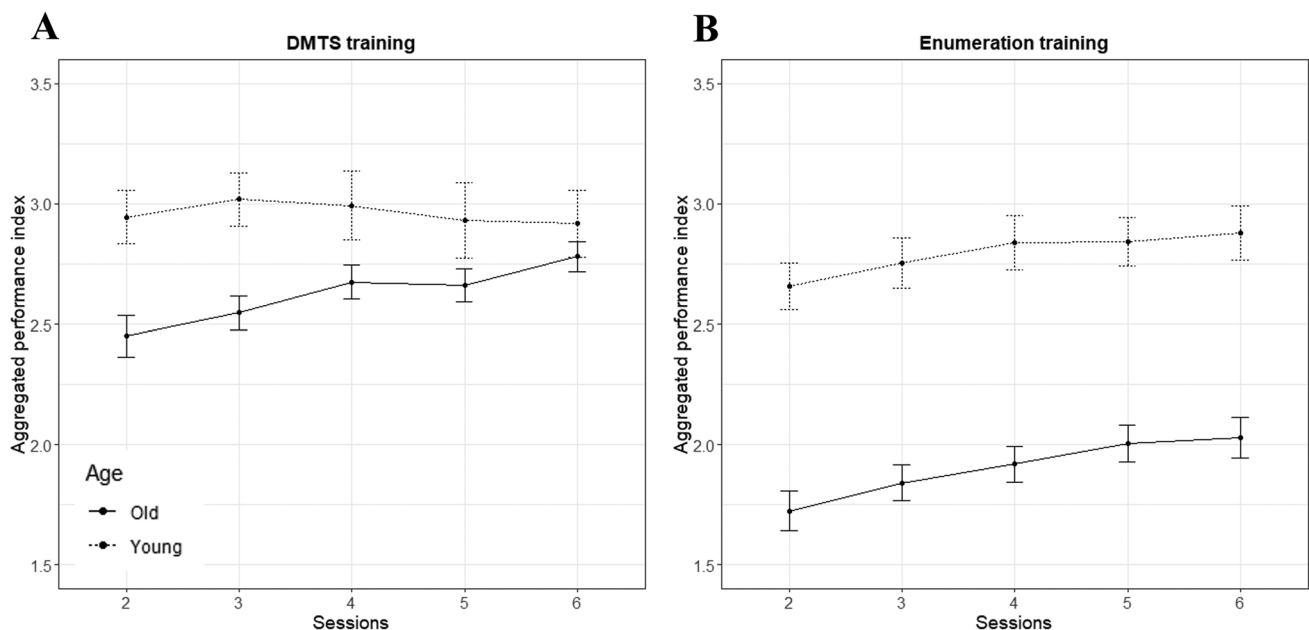 A
DMTS training
3.5
3.0
2.5
2.0
1.5
Aggregated performance index
Age
Old
Young
2 3 4 5 6
Sessions
B
Enumeration training
3.5
3.0
2.5
2.0
1.5
Aggregated performance index
2 3 4 5 6
Sessions